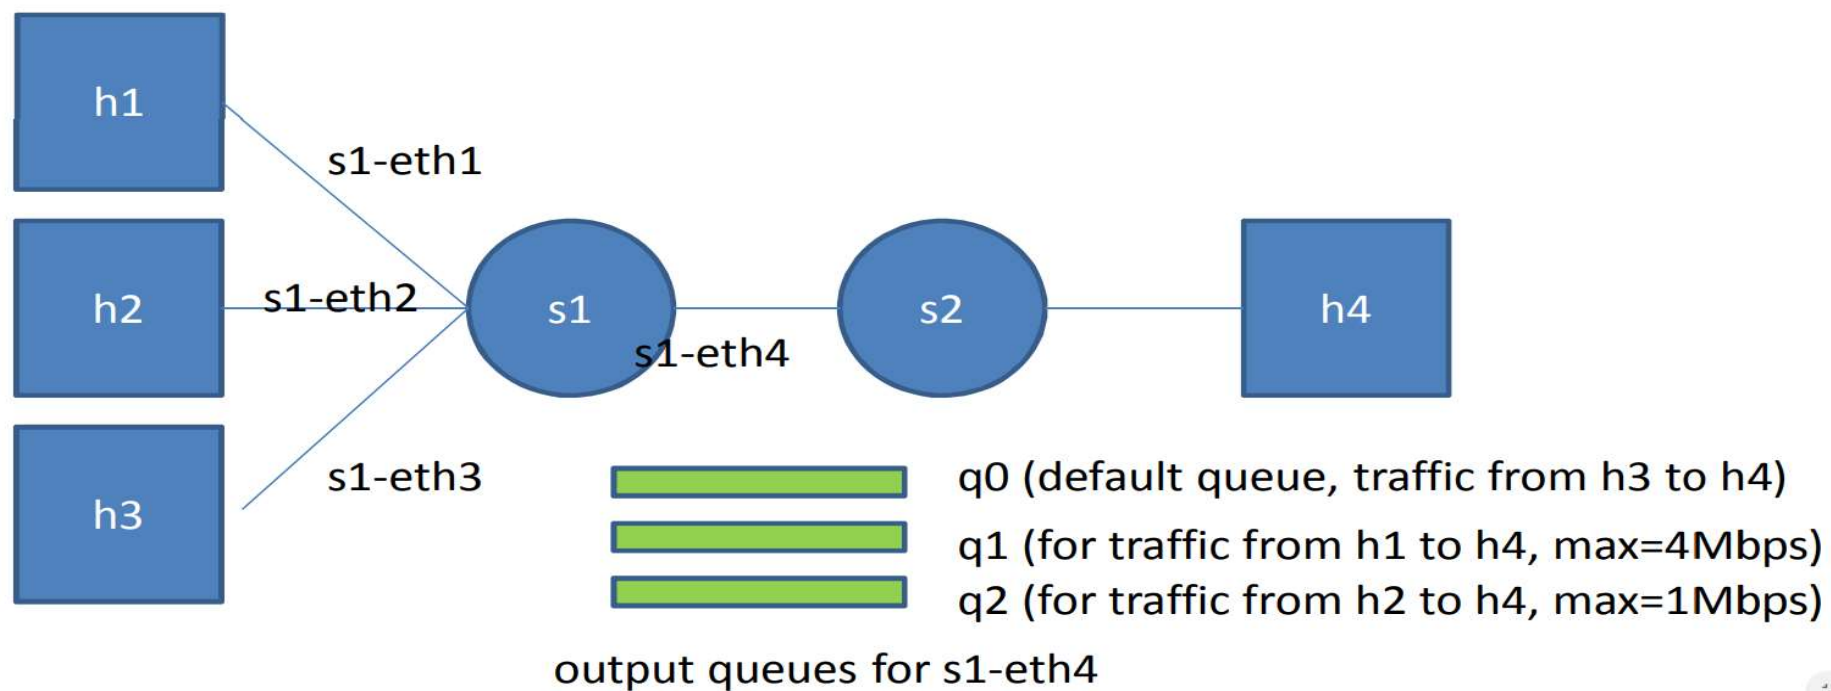 h1
s1-eth1
h2
s1-eth2
s1
s2
h4
s1-eth4
h3
s1-eth3
q0 (default queue, traffic from h3 to h4)
q1 (for traffic from h1 to h4, max=4Mbps)
q2 (for traffic from h2 to h4, max=1Mbps)
output queues for s1-eth4